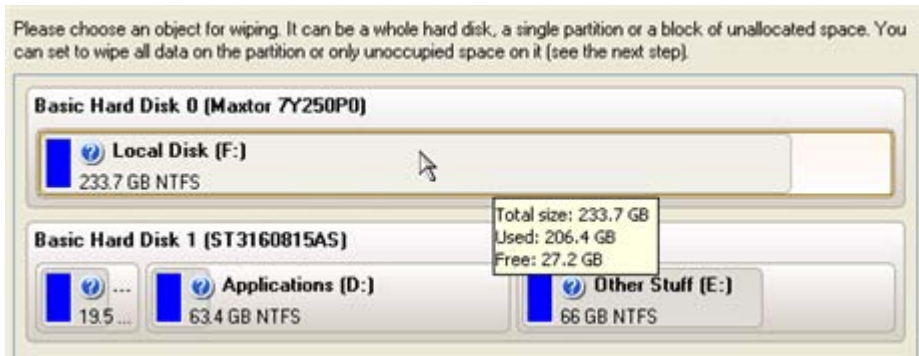 Please choose an object for wiping. It can be a whole hard disk, a single partition or a block of unallocated space. You
can set to wipe all data on the partition or only unoccupied space on it (see the next step).
Basic Hard Disk 0 (Maxtor 7Y250P0)
Local Disk (F:)
233.7 GB NTFS
Total size: 233.7 GB
Used: 206.4 GB
Free: 27.2 GB
Basic Hard Disk 1 (ST3160815AS)
...
19.5 ...
Applications (D:)
63.4 GB NTFS
Other Stuff (E:)
66 GB NTFS